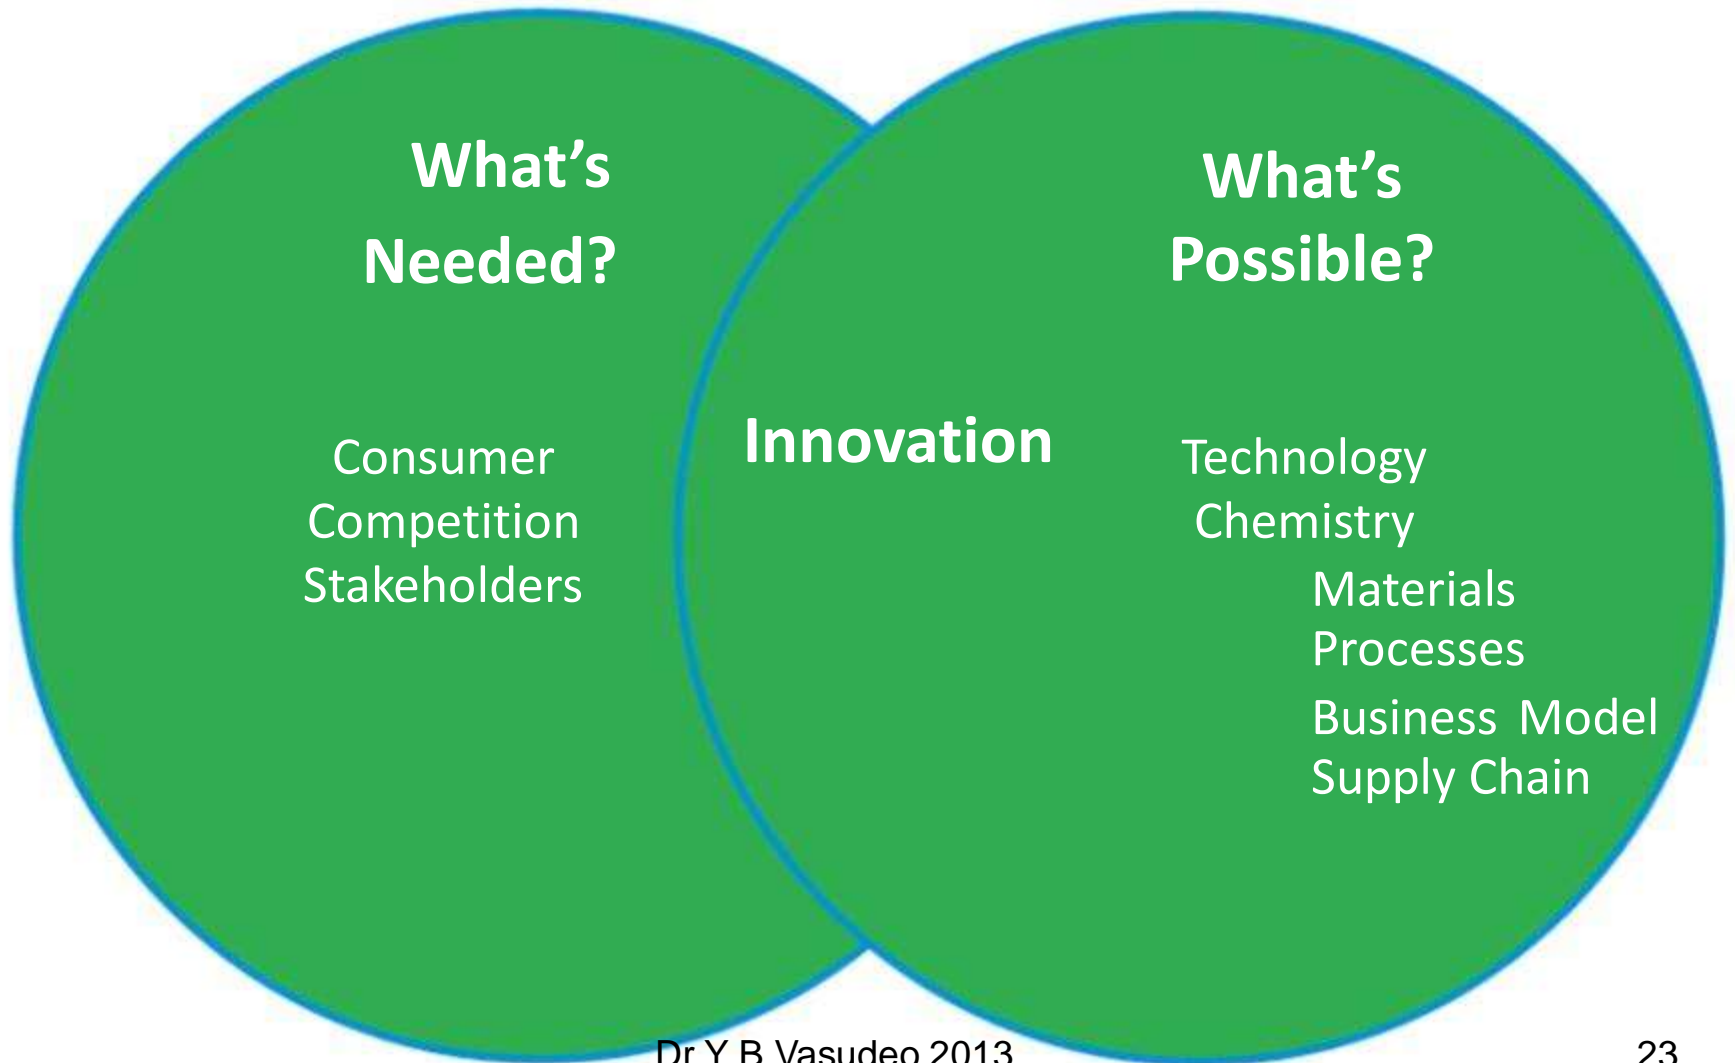 What’s
Needed?
Consumer
Competition
Stakeholders
Innovation
What’s
Possible?
Technology
Chemistry
Materials
Processes
Business Model
Supply Chain
Dr Y B Vasudeo 2013
23